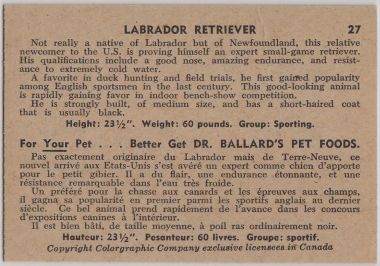 LABRADOR RETRIEVER 27
Not really a native of Labrador but of Newfoundland, this relative
newcomer to the U.S. is proving himself an expert small-game retriever.
His qualifications include a good nose, amazing endurance, and resist-
ance to extremely cold water.
A favorite in duck hunting and field trials, he first gained popularity
among English sportsmen in the last century. This good-looking animal
is rapidly gaining favor in indoor bench-show competition.
He is strongly built, of medium size, and has a short-haired coat
that is usually black.
Height: 23½". Weight: 60 pounds. Group: Sporting.
For Your Pet . . . Better Get DR. BALLARD'S PET FOODS.
Pas exactement originaire du Labrador mais de Terre-Neuve, ce
nouvel arrivé aux Etats-Unis s'est avéré un expert comme chien d'apporte
pour le petit gibier. Il a du flair, une endurance étonnante, et une
résistance remarquable dans l'eau très froide.
Un préféré pour la chasse aux canards et les épreuves aux champs,
il gagna sa popularité en premier parmi les sportifs anglais au dernier
siècle. Ce bel animal prend rapidement de l'avance dans les concours
d'expositions canines à l'intérieur.
Il est bien bâti, de taille moyenne, à poil ras ordinairement noir.
Hauteur: 23½". Pesanteur: 60 livres. Groupe: sportif.
Copyright Colorgraphic Company exclusive licensees in Canada